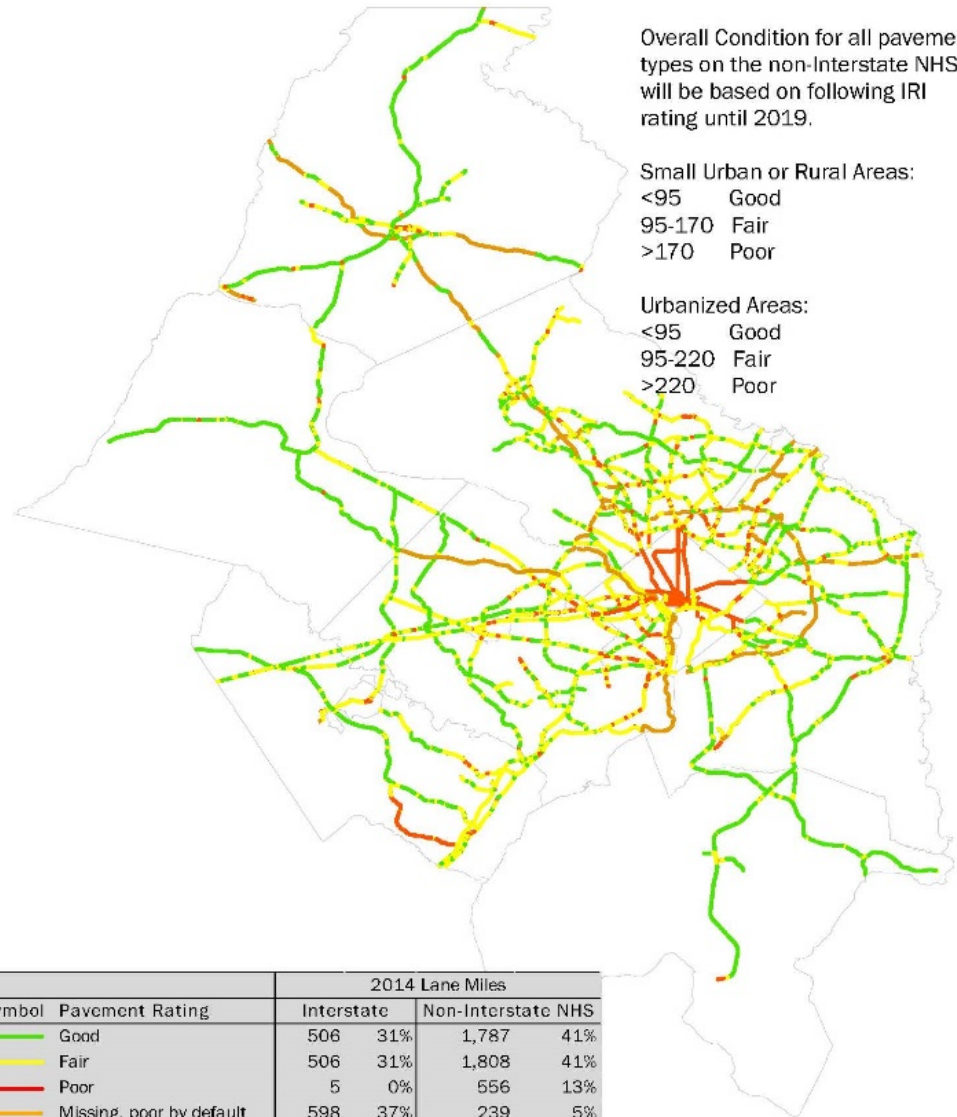 Overall Condition for all paveme
types on the non-Interstate NHS
will be based on following IRI
rating until 2019.
Small Urban or Rural Areas:
<95 Good
95-170 Fair
>170 Poor
Urbanized Areas:
<95 Good
95-220 Fair
>220 Poor
2014 Lane Miles
ymbol Pavement Rating Interstate Non-Interstate NHS
Good 506 31% 1,787 41%
Fair 506 31% 1,808 41%
Poor 5 0% 556 13%
Missing, poor by default 598 37% 239 5%